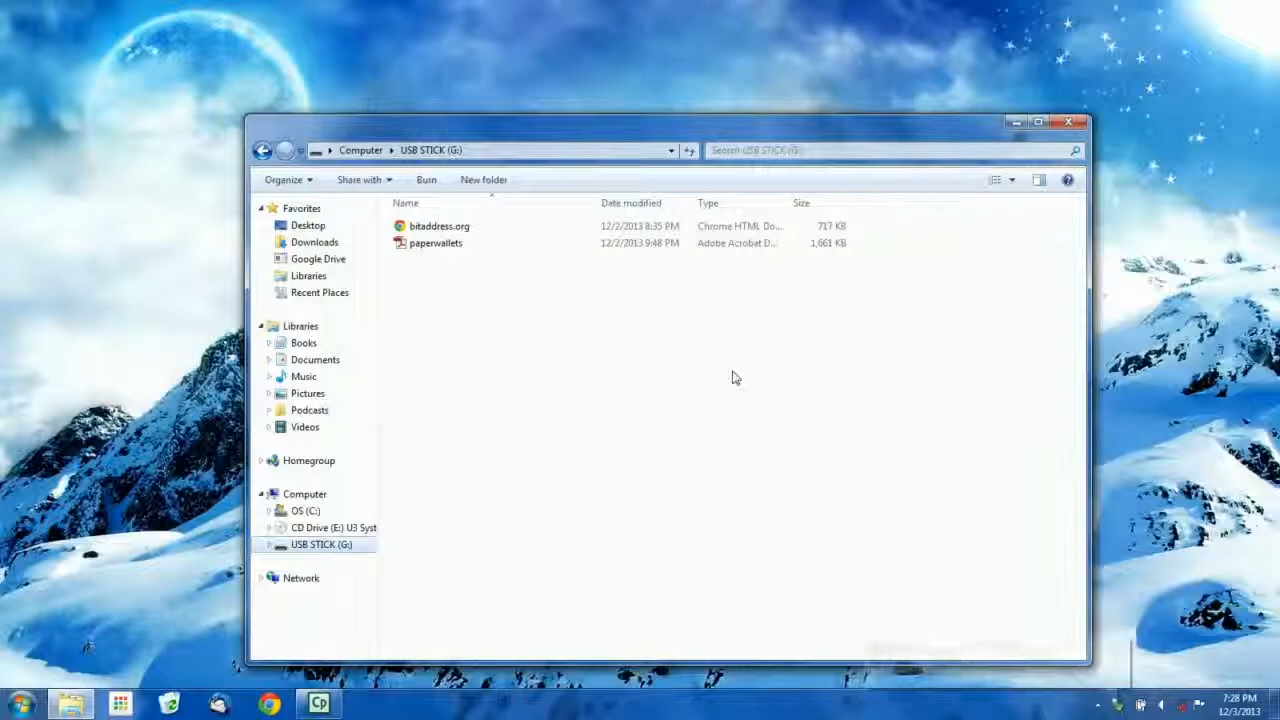 Computer USB STICK (G:) Search USB STICK (G:)
Organize Share with Burn New folder
Name Date modified Type Size
bitaddress.org 12/2/2013 8:35 PM Chrome HTML Do... 717 KB
paperwallets 12/2/2013 9:48 PM Adobe Acrobat D... 1,661 KB
Favorites
Desktop
Downloads
Google Drive
Libraries
Recent Places
Libraries
Books
Documents
Music
Pictures
Podcasts
Videos
Homegroup
Computer
OS (C:)
CD Drive (E:) U3 Syst
USB STICK (G:)
Network
Cp
7:28 PM
12/3/2013